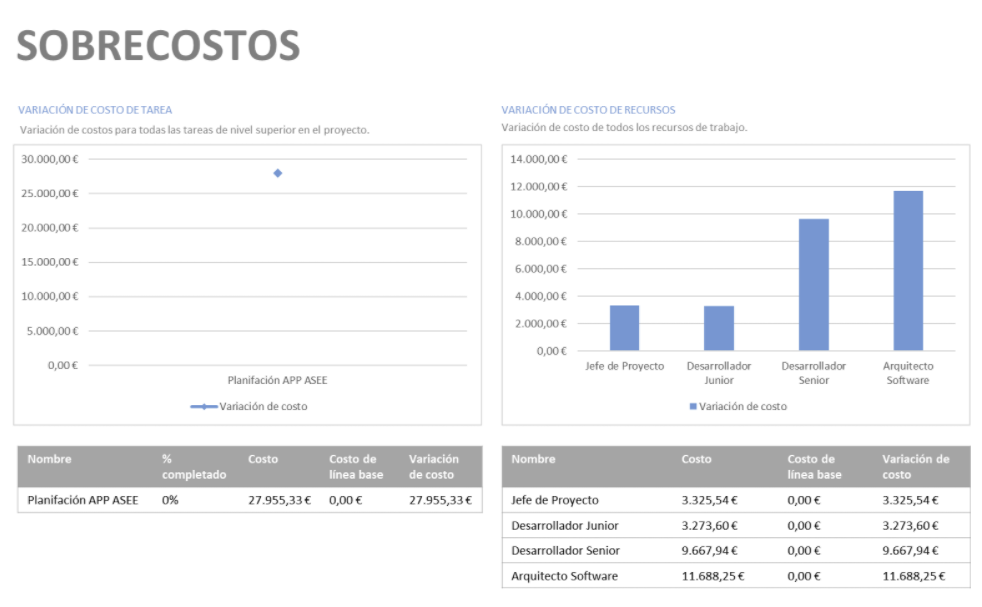 SOBRECOSTOS
VARIACIÓN DE COSTO DE TAREA
Variación de costos para todas las tareas de nivel superior en el proyecto.
30.000,00 €
25.000,00 €
20.000,00 €
15.000,00 €
10.000,00 €
5.000,00 €
0,00 €
Planifación APP ASEE
Variación de costo
Nombre % completado Costo Costo de línea base Variación de costo
Planifación APP ASEE 0% 27.955,33 € 0,00 € 27.955,33 €
VARIACIÓN DE COSTO DE RECURSOS
Variación de costo de todos los recursos de trabajo.
14.000,00 €
12.000,00 €
10.000,00 €
8.000,00 €
6.000,00 €
4.000,00 €
2.000,00 €
0,00 €
Jefe de Proyecto Desarrollador Junior Desarrollador Senior Arquitecto Software
Variación de costo
Nombre Costo Costo de línea base Variación de costo
Jefe de Proyecto 3.325,54 € 0,00 € 3.325,54 €
Desarrollador Junior 3.273,60 € 0,00 € 3.273,60 €
Desarrollador Senior 9.667,94 € 0,00 € 9.667,94 €
Arquitecto Software 11.688,25 € 0,00 € 11.688,25 €